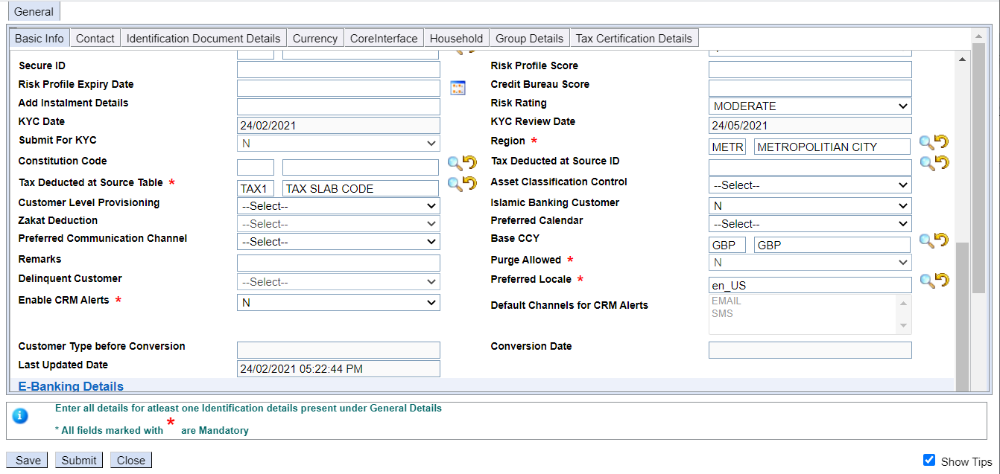 General
Basic Info Contact Identification Document Details Currency CoreInterface Household Group Details Tax Certification Details
Secure ID Risk Profile Score
Risk Profile Expiry Date Credit Bureau Score
Add Instalment Details Risk Rating MODERATE
KYC Date 24/02/2021 KYC Review Date 24/05/2021
Submit For KYC N Region * METR METROPOLITIAN CITY
Constitution Code Tax Deducted at Source ID
Tax Deducted at Source Table * TAX1 TAX SLAB CODE Asset Classification Control --Select--
Customer Level Provisioning --Select-- Islamic Banking Customer N
Zakat Deduction --Select-- Preferred Calendar --Select--
Preferred Communication Channel --Select-- Base CCY GBP GBP
Remarks Purge Allowed * N
Delinquent Customer --Select-- Preferred Locale * en_US
Enable CRM Alerts * N Default Channels for CRM Alerts EMAIL
SMS
Customer Type before Conversion Conversion Date
Last Updated Date 24/02/2021 05:22:44 PM
E-Banking Details
Enter all details for atleast one Identification details present under General Details
* All fields marked with * are Mandatory
Save Submit Close Show Tips